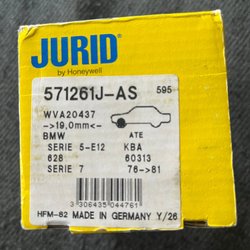 JURID
by Honeywell
571261J-AS 595
WVA20437
->19,0mm<-
BMW ATE
SERIE 5-E12 KBA
628 60313
SERIE 7 76->81
3 306435 044761
HFM-82 MADE IN GERMANY Y/26